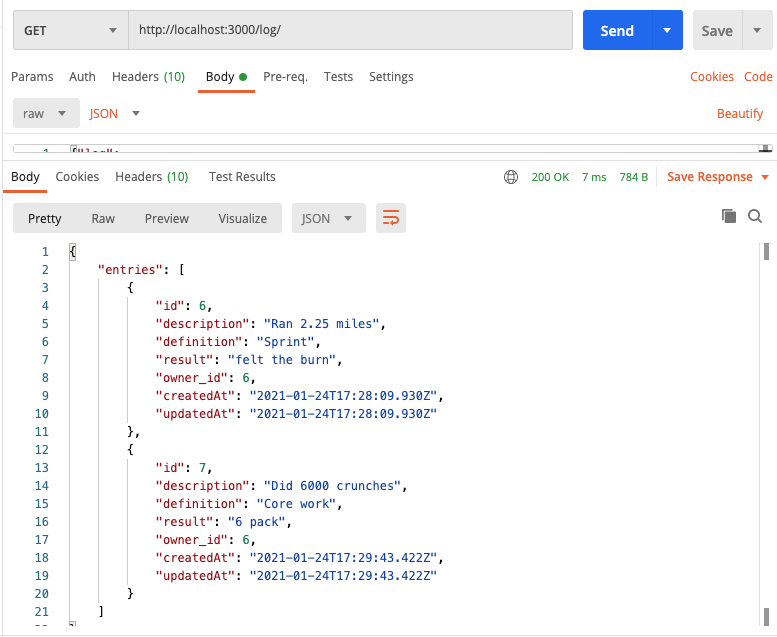 GET http://localhost:3000/log/ Send Save
Params Auth Headers (10) Body Pre-req. Tests Settings Cookies Code
raw JSON Beautify
Body Cookies Headers (10) Test Results 200 OK 7 ms 784 B Save Response
Pretty Raw Preview Visualize JSON
1 {
2 "entries": [
3 {
4 "id": 6,
5 "description": "Ran 2.25 miles",
6 "definition": "Sprint",
7 "result": "felt the burn",
8 "owner_id": 6,
9 "createdAt": "2021-01-24T17:28:09.930Z",
10 "updatedAt": "2021-01-24T17:28:09.930Z"
11 },
12 {
13 "id": 7,
14 "description": "Did 6000 crunches",
15 "definition": "Core work",
16 "result": "6 pack",
17 "owner_id": 6,
18 "createdAt": "2021-01-24T17:29:43.422Z",
19 "updatedAt": "2021-01-24T17:29:43.422Z"
20 }
21 ]